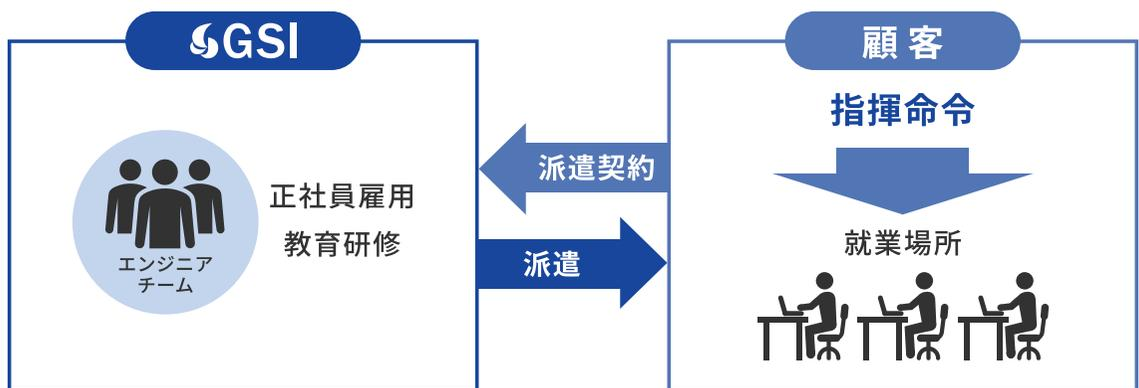 GSI
エンジニア
チーム
正社員雇用
教育研修
派遣契約
派遣
顧客
指揮命令
就業場所